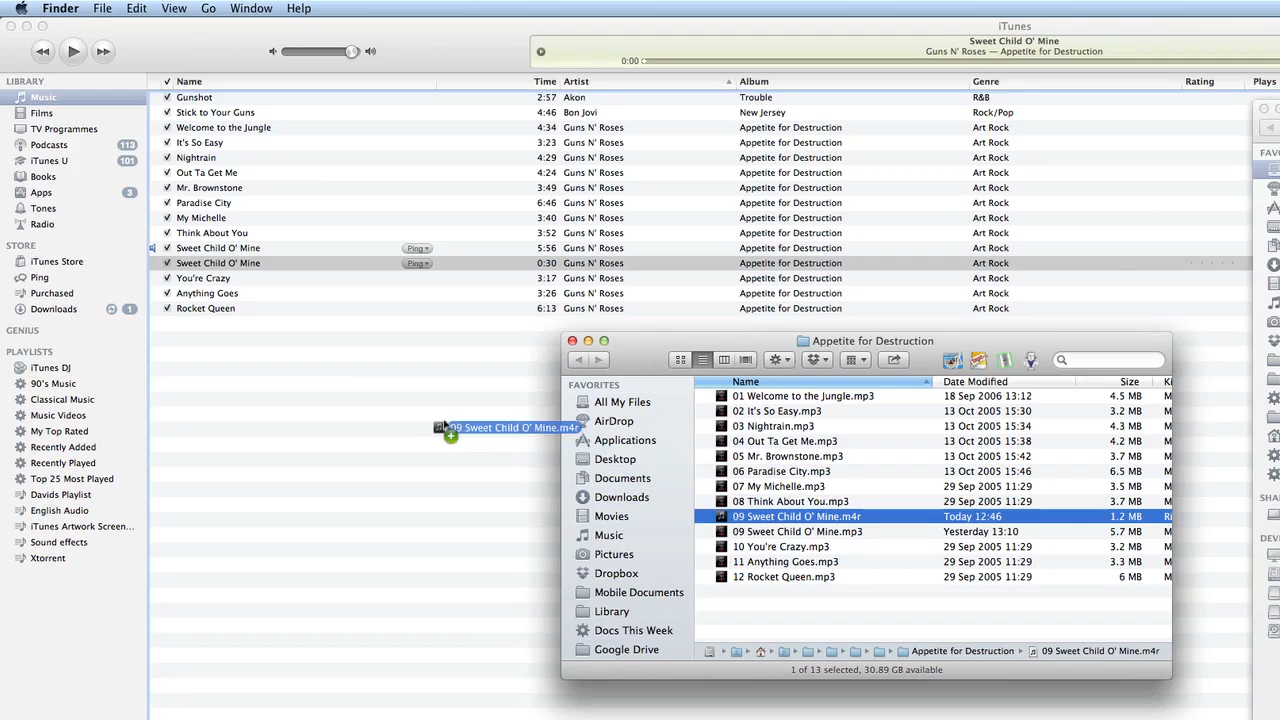 Finder File Edit View Go Window Help
iTunes
Sweet Child O' Mine
Guns N' Roses — Appetite for Destruction
0:00
LIBRARY
Music
Films
TV Programmes
Podcasts 113
iTunes U 101
Books
Apps 3
Tones
Radio
STORE
iTunes Store
Ping
Purchased
Downloads 1
GENIUS
PLAYLISTS
iTunes DJ
90's Music
Classical Music
Music Videos
My Top Rated
Recently Added
Recently Played
Top 25 Most Played
Davids Playlist
English Audio
iTunes Artwork Screen...
Sound effects
Xtorrent
✓ Name Time Artist Album Genre Rating Plays
✓ Gunshot 2:57 Akon Trouble R&B
✓ Stick to Your Guns 4:46 Bon Jovi New Jersey Rock/Pop
✓ Welcome to the Jungle 4:34 Guns N' Roses Appetite for Destruction Art Rock
✓ It's So Easy 3:23 Guns N' Roses Appetite for Destruction Art Rock
✓ Nightrain 4:29 Guns N' Roses Appetite for Destruction Art Rock
✓ Out Ta Get Me 4:24 Guns N' Roses Appetite for Destruction Art Rock
✓ Mr. Brownstone 3:49 Guns N' Roses Appetite for Destruction Art Rock
✓ Paradise City 6:46 Guns N' Roses Appetite for Destruction Art Rock
✓ My Michelle 3:40 Guns N' Roses Appetite for Destruction Art Rock
✓ Think About You 3:52 Guns N' Roses Appetite for Destruction Art Rock
✓ Sweet Child O' Mine Ping 5:56 Guns N' Roses Appetite for Destruction Art Rock
✓ Sweet Child O' Mine Ping 0:30 Guns N' Roses Appetite for Destruction Art Rock
✓ You're Crazy 3:17 Guns N' Roses Appetite for Destruction Art Rock
✓ Anything Goes 3:26 Guns N' Roses Appetite for Destruction Art Rock
✓ Rocket Queen 6:13 Guns N' Roses Appetite for Destruction Art Rock
09 Sweet Child O' Mine.m4r
Appetite for Destruction
FAVORITES
All My Files
AirDrop
Applications
Desktop
Documents
Downloads
Movies
Music
Pictures
Dropbox
Mobile Documents
Library
Docs This Week
Google Drive
Name Date Modified Size Ki
01 Welcome to the Jungle.mp3 18 Sep 2006 13:12 4.5 MB M
02 It's So Easy.mp3 13 Oct 2005 15:30 3.2 MB M
03 Nightrain.mp3 13 Oct 2005 15:34 4.3 MB M
04 Out Ta Get Me.mp3 13 Oct 2005 15:38 4.2 MB M
05 Mr. Brownstone.mp3 13 Oct 2005 15:42 3.7 MB M
06 Paradise City.mp3 13 Oct 2005 15:46 6.5 MB M
07 My Michelle.mp3 29 Sep 2005 11:29 3.5 MB M
08 Think About You.mp3 29 Sep 2005 11:29 3.7 MB M
09 Sweet Child O' Mine.m4r Today 12:46 1.2 MB Ri
09 Sweet Child O' Mine.mp3 Yesterday 13:10 5.7 MB M
10 You're Crazy.mp3 29 Sep 2005 11:29 3.2 MB M
11 Anything Goes.mp3 29 Sep 2005 11:29 3.3 MB M
12 Rocket Queen.mp3 29 Sep 2005 11:29 6 MB M
Appetite for Destruction 09 Sweet Child O' Mine.m4r
1 of 13 selected, 30.89 GB available
FAVO
SHA
DEV